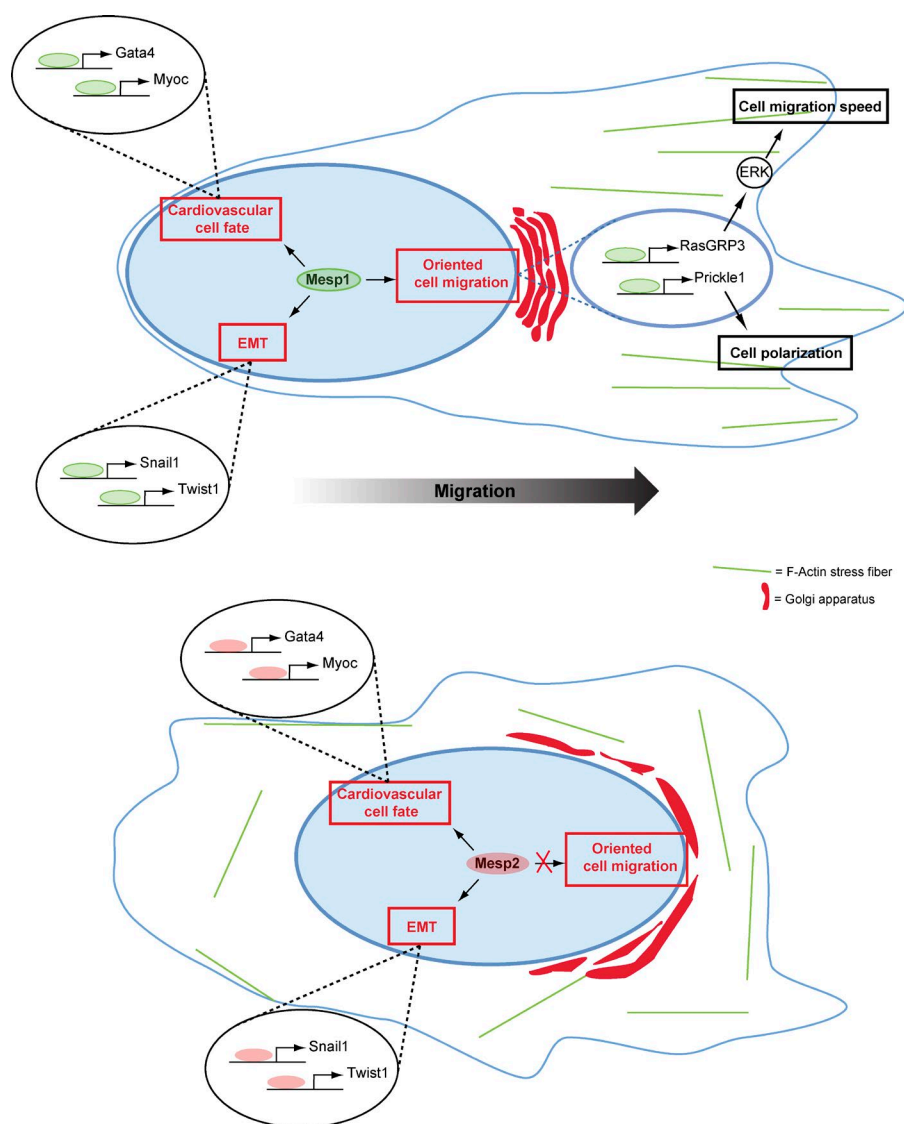 Gata4
Myoc
Cell migration speed
ERK
Cardiovascular
cell fate
RasGRP3
Oriented
cell migration
Mesp1
Prickle1
EMT
Cell polarization
Snail1
Twist1
Migration
= F-Actin stress fiber
= Golgi apparatus
Gata4
Myoc
Cardiovascular
cell fate
Oriented
cell migration
Mesp2
EMT
Snail1
Twist1